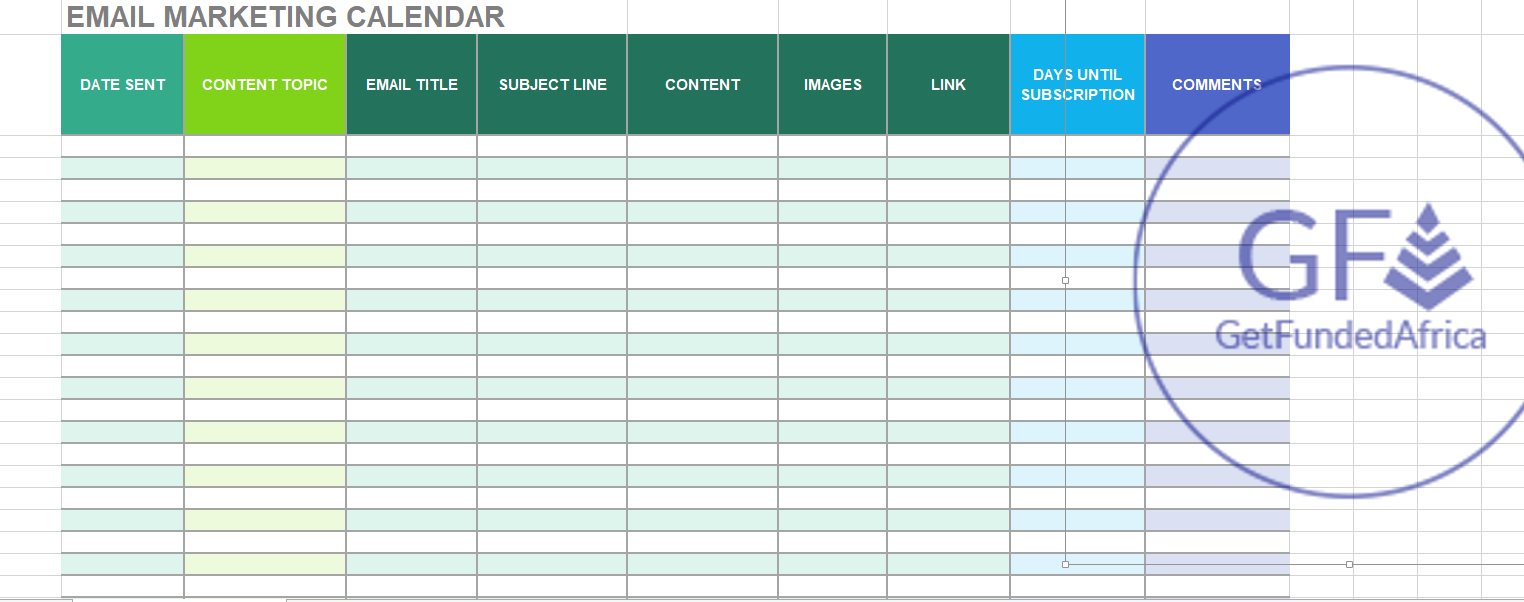 EMAIL MARKETING CALENDAR
DATE SENT
CONTENT TOPIC
EMAIL TITLE
SUBJECT LINE
CONTENT
IMAGES
LINK
DAYS UNTIL
SUBSCRIPTION
COMMENTS
GF
GetFundedAfrica